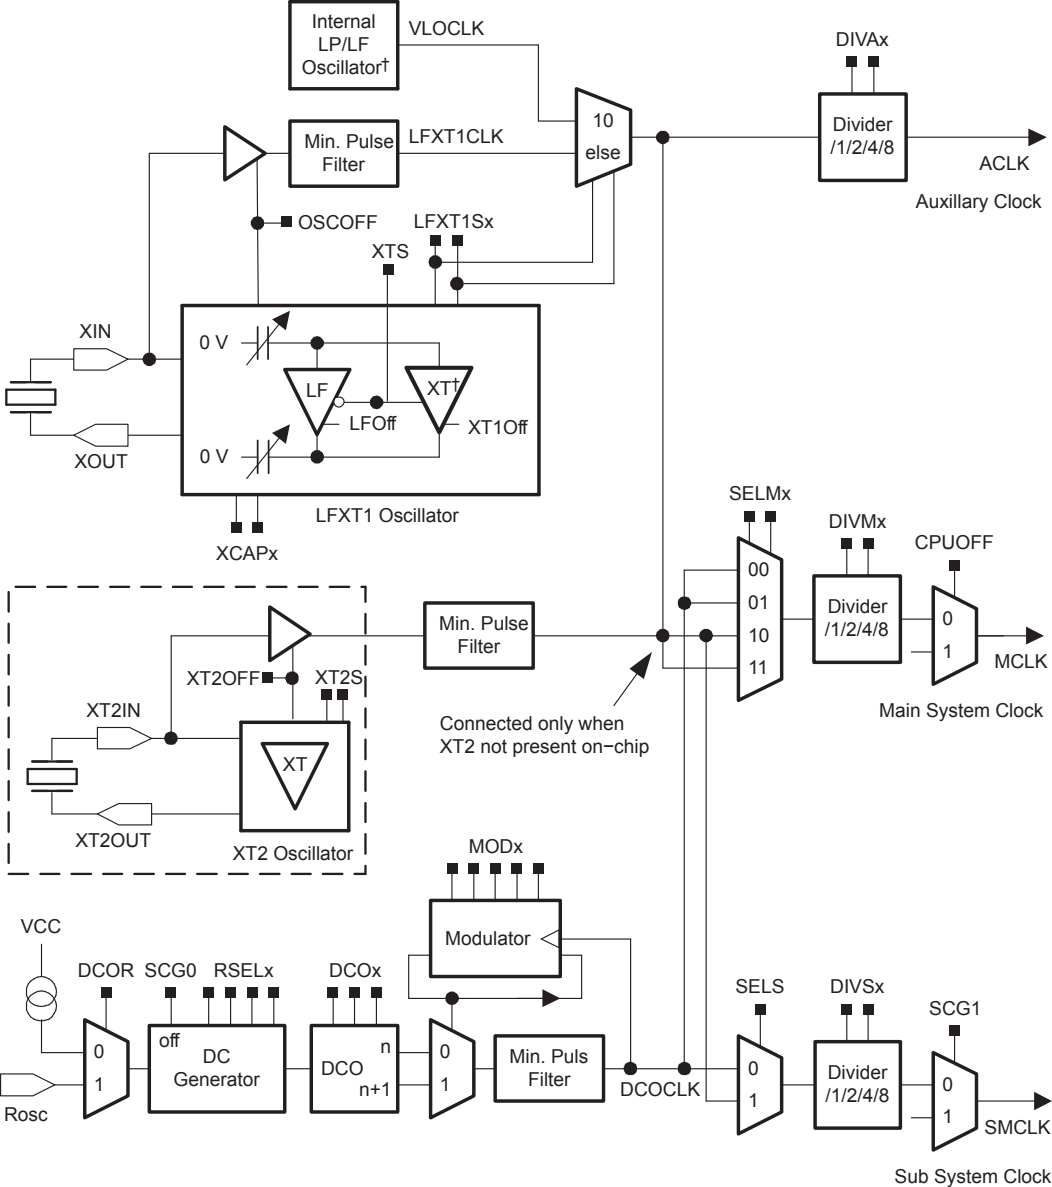 Internal
LP/LF
Oscillator†
VLOCLK
DIVAx
Min. Pulse
Filter
LFXT1CLK
10
else
Divider
/1/2/4/8
ACLK
Auxillary Clock
OSCOFF
LFXT1Sx
XTS
XIN
0 V
LF
XT†
LFOff
XT1Off
XOUT
0 V
LFXT1 Oscillator
XCAPx
SELMx
DIVMx
CPUOFF
00
01
10
11
Divider
/1/2/4/8
0
1
MCLK
Main System Clock
Min. Pulse
Filter
XT2OFF
XT2S
XT2IN
XT
XT2OUT
XT2 Oscillator
Connected only when
XT2 not present on−chip
MODx
Modulator
VCC
DCOR
SCG0
RSELx
DCOx
0
1
off
DC
Generator
DCO
n
n+1
0
1
Min. Puls
Filter
DCOCLK
Rosc
SELS
DIVSx
SCG1
0
1
Divider
/1/2/4/8
0
1
SMCLK
Sub System Clock